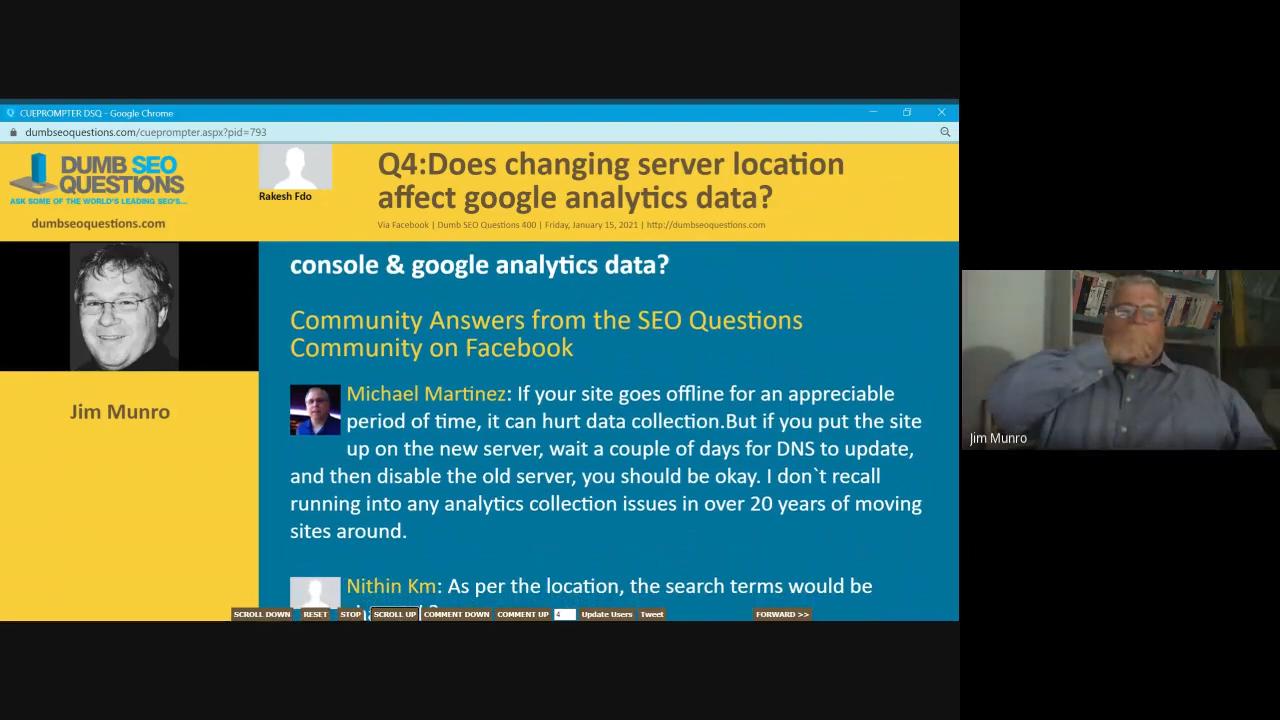 CUEPROMPTER DSQ - Google Chrome
dumbseoquestions.com/cueprompter.aspx?pid=793
DUMB SEO
QUESTIONS
ASK SOME OF THE WORLD'S LEADING SEO'S...
dumbseoquestions.com
Rakesh Fdo
Q4:Does changing server location
affect google analytics data?
Via Facebook | Dumb SEO Questions 400 | Friday, January 15, 2021 | http://dumbseoquestions.com
Jim Munro
console & google analytics data?
Community Answers from the SEO Questions
Community on Facebook
Michael Martinez: If your site goes offline for an appreciable
period of time, it can hurt data collection.But if you put the site
up on the new server, wait a couple of days for DNS to update,
and then disable the old server, you should be okay. I don`t recall
running into any analytics collection issues in over 20 years of moving
sites around.
Nithin Km: As per the location, the search terms would be
SCROLL DOWN RESET STOP SCROLL UP COMMENT DOWN COMMENT UP 4 Update Users Tweet FORWARD >>
Jim Munro